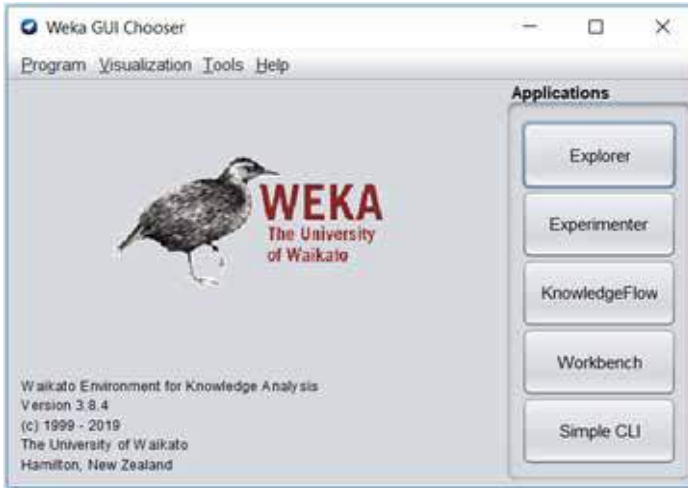 Weka GUI Chooser
Program Visualization Tools Help
Applications
Explorer
Experimenter
KnowledgeFlow
Workbench
Simple CLI
WEKA
The University
of Waikato
Waikato Environment for Knowledge Analysis
Version 3.8.4
(c) 1999 - 2019
The University of Waikato
Hamilton, New Zealand